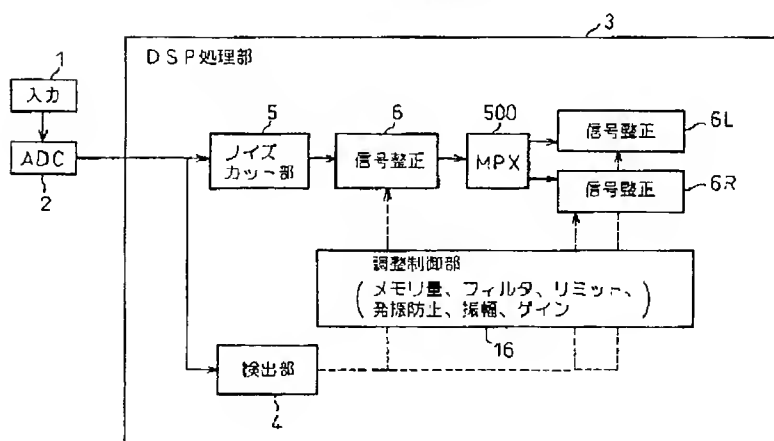 3
DSP処理部
1
入力
ADC
2
5
ノイズ
カット部
6
信号整正
500
MPX
信号整正
6L
信号整正
6R
調整制御部
(メモリ量、フィルタ、リミット、
発振防止、振幅、ゲイン)
16
検出部
4